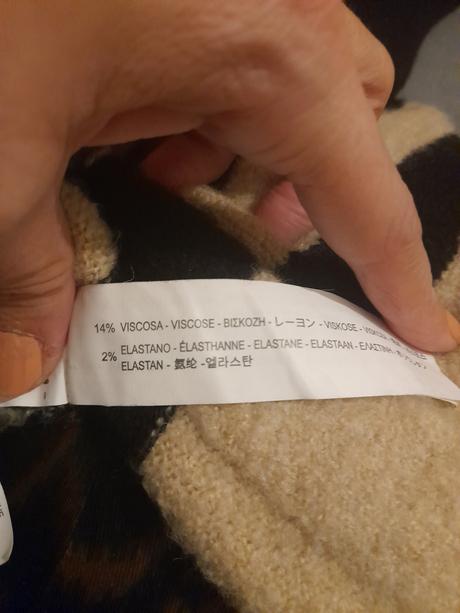 14% VISCOSA - VISCOSE - ΒΙΣΚΟΖΗ - レーヨン - VISKOSE -
2% ELASTANO - ÉLASTHANNE - ELASTANE - ELASTAAN - ΕΛΑΣΤΙΝΗ -
ELASTAN - 氨纶 - 엘라스탄